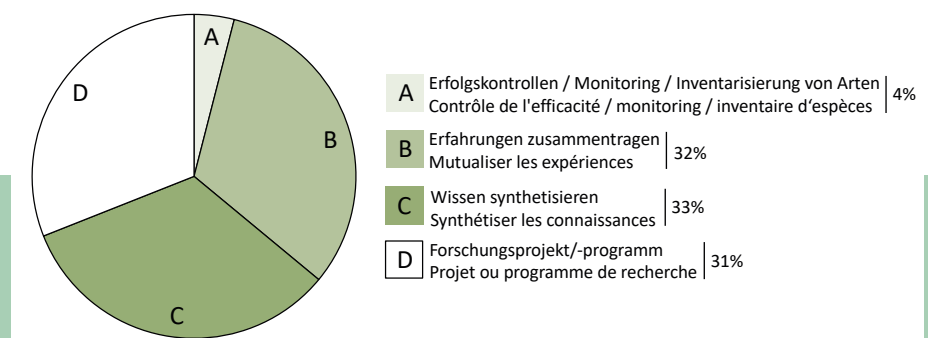 A
D
B
C
A Erfolgskontrollen / Monitoring / Inventarisierung von Arten
Contrôle de l'efficacité / monitoring / inventaire d‘espèces
4%
B Erfahrungen zusammentragen
Mutualiser les expériences
32%
C Wissen synthetisieren
Synthétiser les connaissances
33%
D Forschungsprojekt/-programm
Projet ou programme de recherche
31%